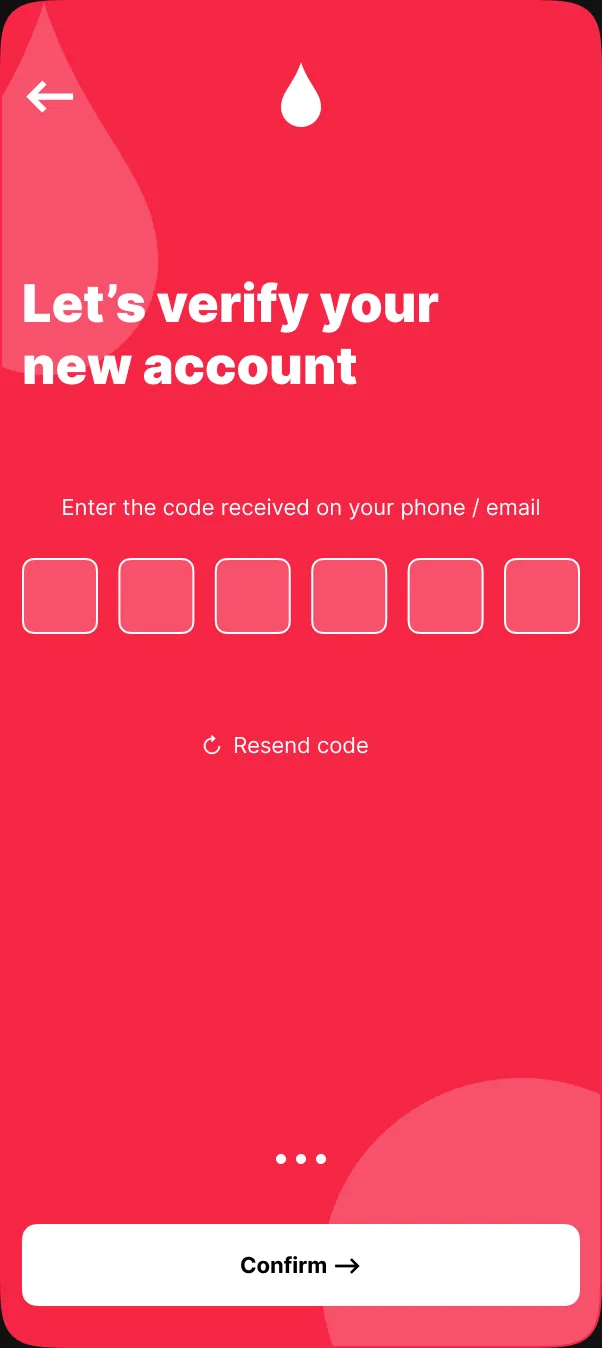 Let’s verify your
new account
Enter the code received on your phone / email
Resend code
Confirm →